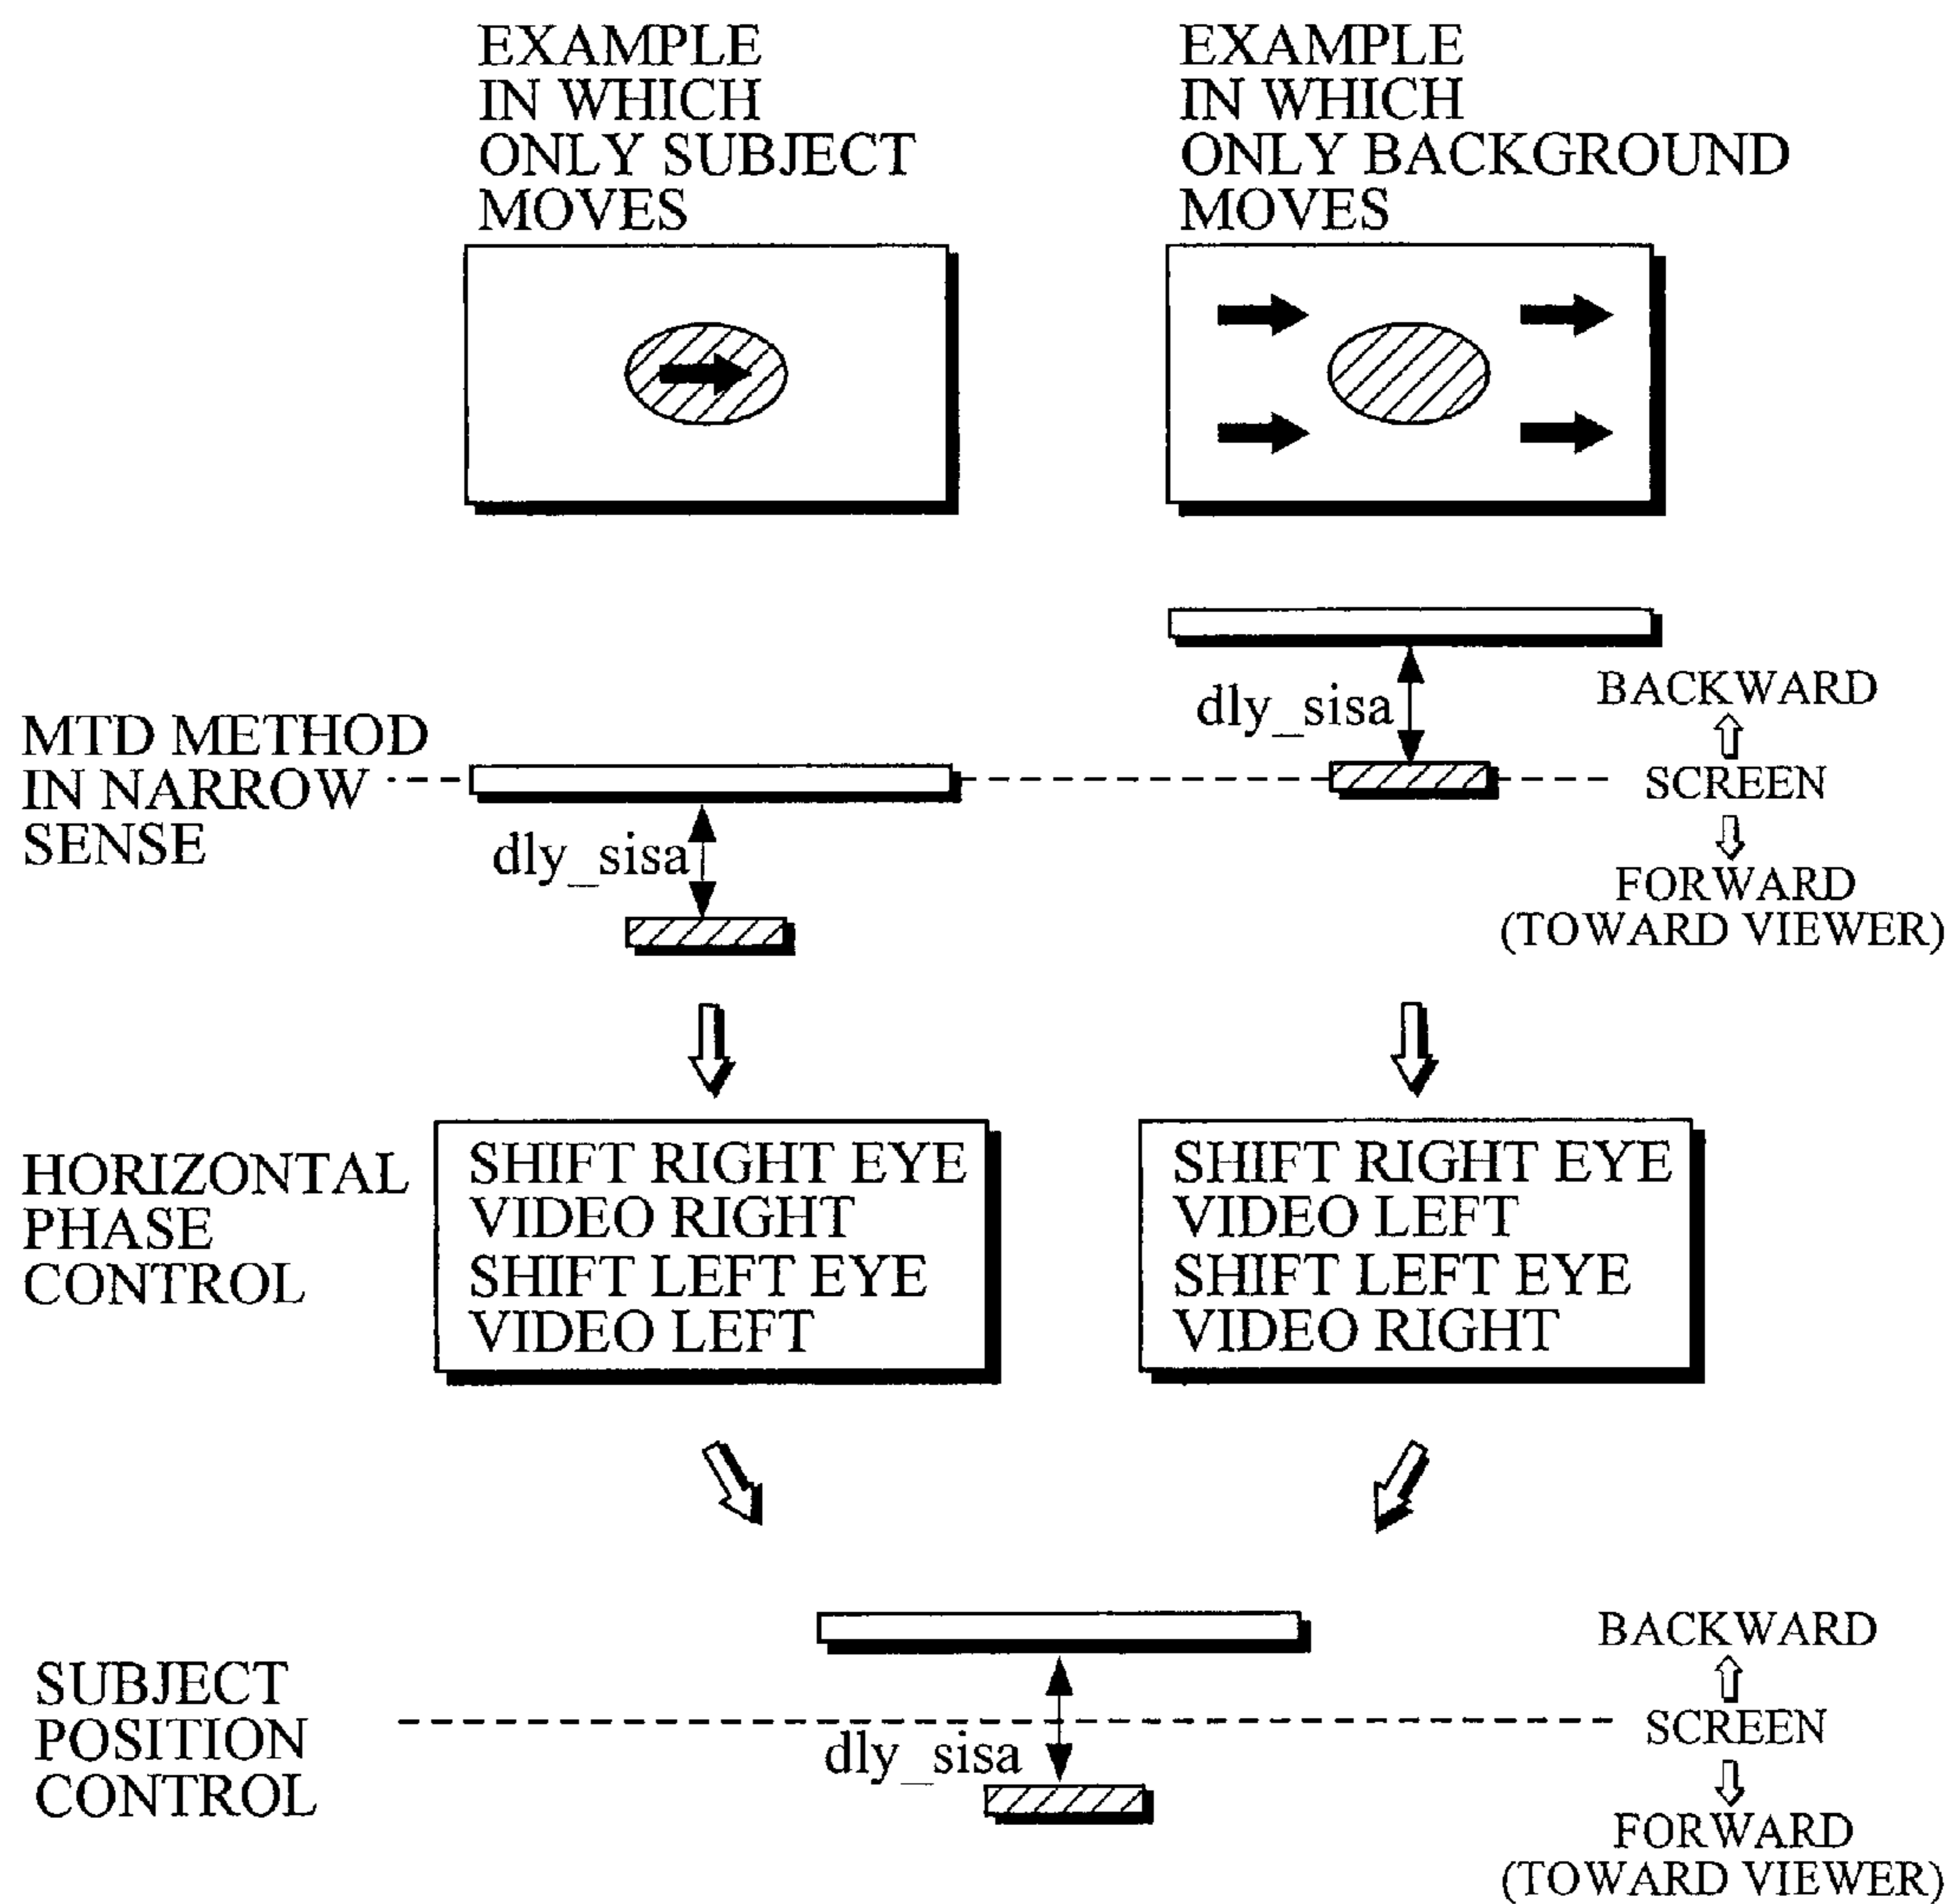 EXAMPLE
IN WHICH
ONLY SUBJECT
MOVES
EXAMPLE
IN WHICH
ONLY BACKGROUND
MOVES
MTD METHOD
IN NARROW
SENSE
dly_sisa
dly_sisa
BACKWARD
SCREEN
FORWARD
(TOWARD VIEWER)
HORIZONTAL
PHASE
CONTROL
SHIFT RIGHT EYE
VIDEO RIGHT
SHIFT LEFT EYE
VIDEO LEFT
SHIFT RIGHT EYE
VIDEO LEFT
SHIFT LEFT EYE
VIDEO RIGHT
SUBJECT
POSITION
CONTROL
dly_sisa
BACKWARD
SCREEN
FORWARD
(TOWARD VIEWER)